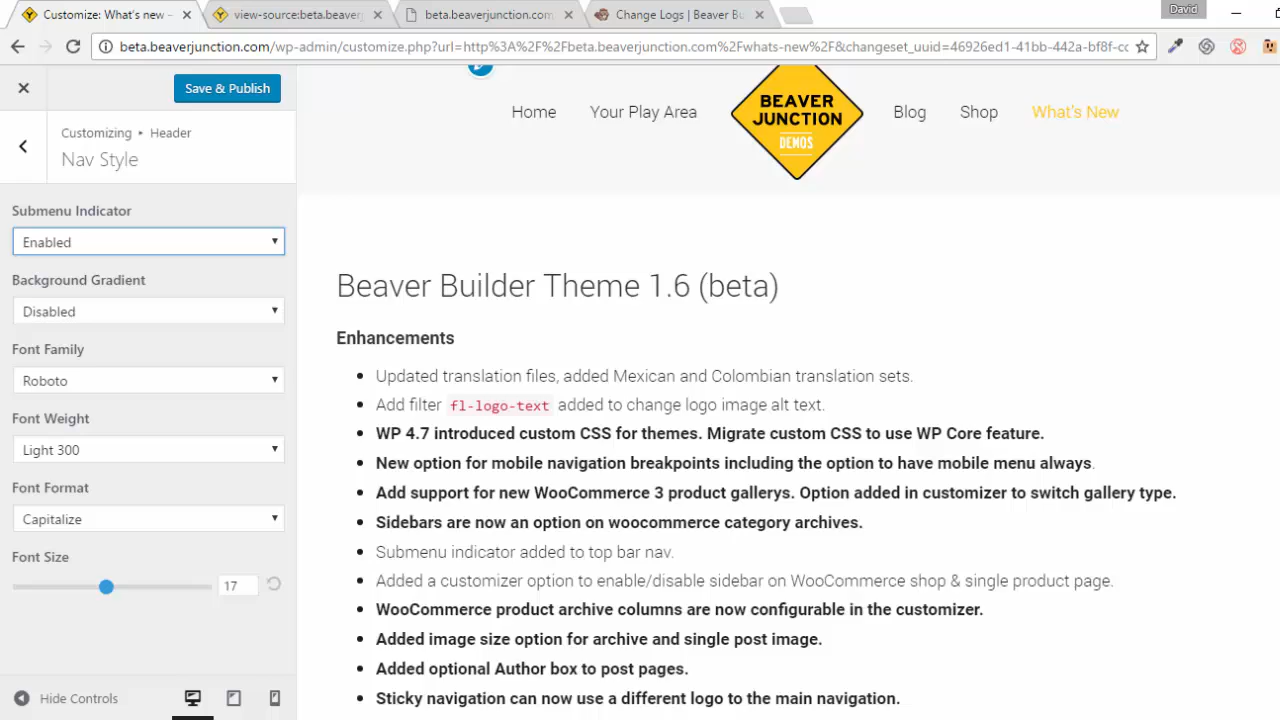 Customize: What's new –
view-source:beta.beaver
beta.beaverjunction.com
Change Logs | Beaver Bu
David
beta.beaverjunction.com/wp-admin/customize.php?url=http%3A%2F%2Fbeta.beaverjunction.com%2Fwhats-new%2F&changeset_uuid=46926ed1-41bb-442a-bf8f-cc
Save & Publish
Customizing ▸ Header
Nav Style
Submenu Indicator
Enabled
Background Gradient
Disabled
Font Family
Roboto
Font Weight
Light 300
Font Format
Capitalize
Font Size
17
Hide Controls
Home
Your Play Area
BEAVER
JUNCTION
DEMOS
Blog
Shop
What's New
Beaver Builder Theme 1.6 (beta)
Enhancements
Updated translation files, added Mexican and Colombian translation sets.
Add filter fl-logo-text added to change logo image alt text.
WP 4.7 introduced custom CSS for themes. Migrate custom CSS to use WP Core feature.
New option for mobile navigation breakpoints including the option to have mobile menu always.
Add support for new WooCommerce 3 product gallerys. Option added in customizer to switch gallery type.
Sidebars are now an option on woocommerce category archives.
Submenu indicator added to top bar nav.
Added a customizer option to enable/disable sidebar on WooCommerce shop & single product page.
WooCommerce product archive columns are now configurable in the customizer.
Added image size option for archive and single post image.
Added optional Author box to post pages.
Sticky navigation can now use a different logo to the main navigation.